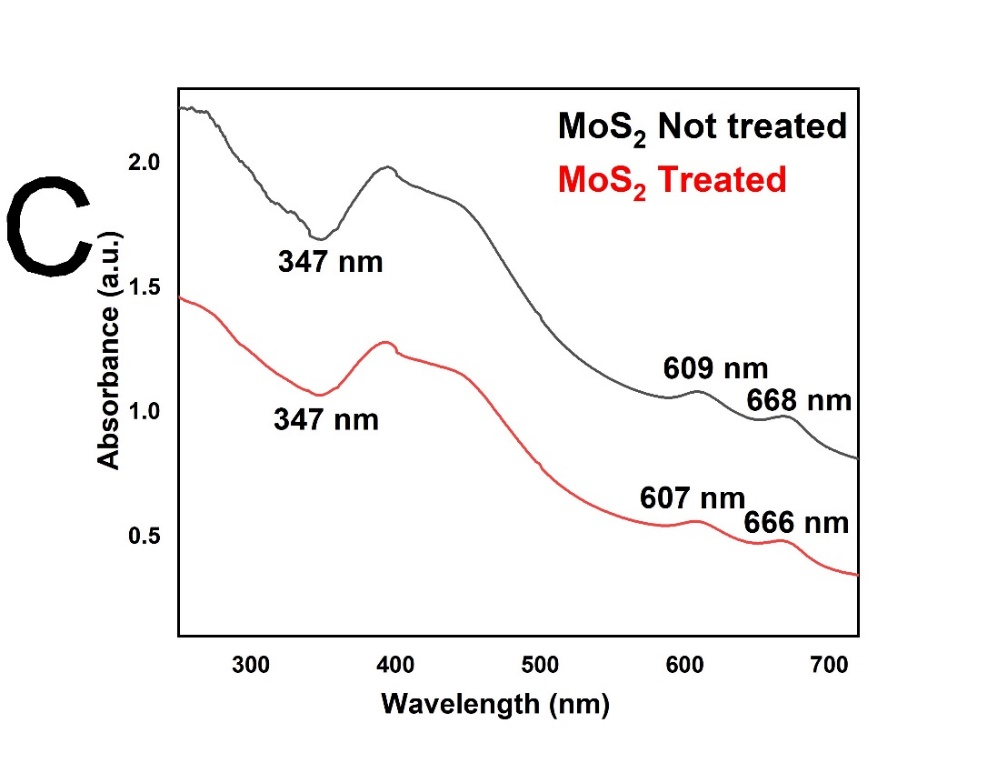 C
MoS2 Not treated
MoS2 Treated
Absorbance (a.u.)
2.0
1.5
1.0
0.5
347 nm
609 nm
668 nm
347 nm
607 nm
666 nm
300 400 500 600 700
Wavelength (nm)